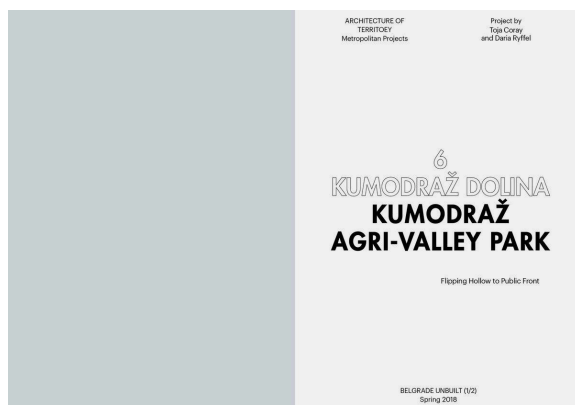 ARCHITECTURE OF
TERRITOEY
Metropolitan Projects
Project by
Toja Coray
and Daria Ryffel
6
KUMODRAŽ DOLINA
KUMODRAŽ
AGRI-VALLEY PARK
Flipping Hollow to Public Front
BELGRADE UNBUILT (1/2)
Spring 2018